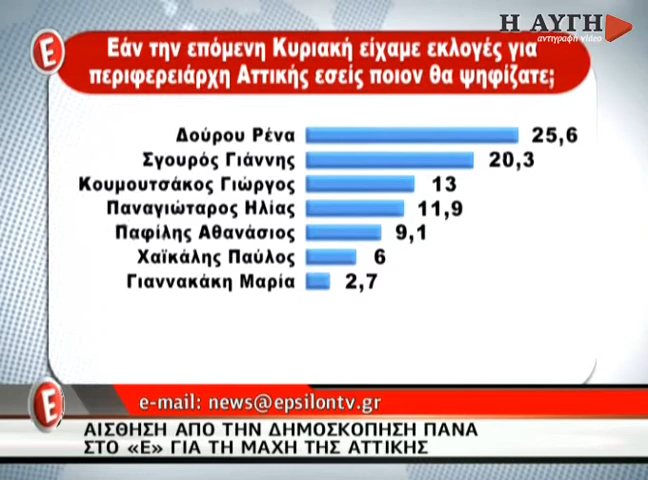 Η ΑΥΓΗ
αντιγραφή video
Ε
Εάν την επόμενη Κυριακή είχαμε εκλογές για
περιφερειάρχη Αττικής εσείς ποιον θα ψηφίζατε;
Δούρου Ρένα 25,6
Σγουρός Γιάννης 20,3
Κουμουτσάκος Γιώργος 13
Παναγιώταρος Ηλίας 11,9
Παφίλης Αθανάσιος 9,1
Χαϊκάλης Παύλος 6
Γιαννακάκη Μαρία 2,7
Ε
e-mail: news@epsilontv.gr
ΑΙΣΘΗΣΗ ΑΠΟ ΤΗΝ ΔΗΜΟΣΚΟΠΗΣΗ ΠΑΝΑ
ΣΤΟ «Ε» ΓΙΑ ΤΗ ΜΑΧΗ ΤΗΣ ΑΤΤΙΚΗΣ